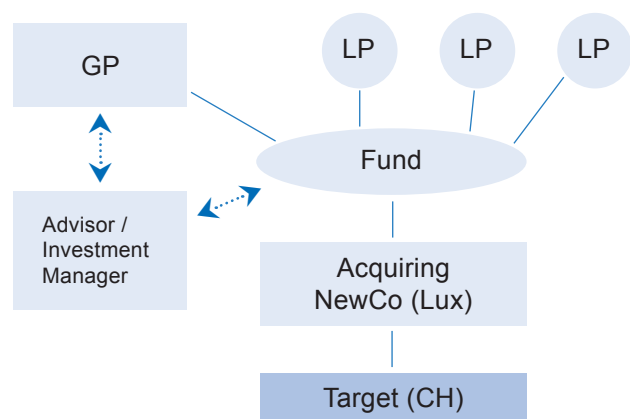 GP
LP
LP
LP
Fund
Advisor /
Investment
Manager
Acquiring
NewCo (Lux)
Target (CH)